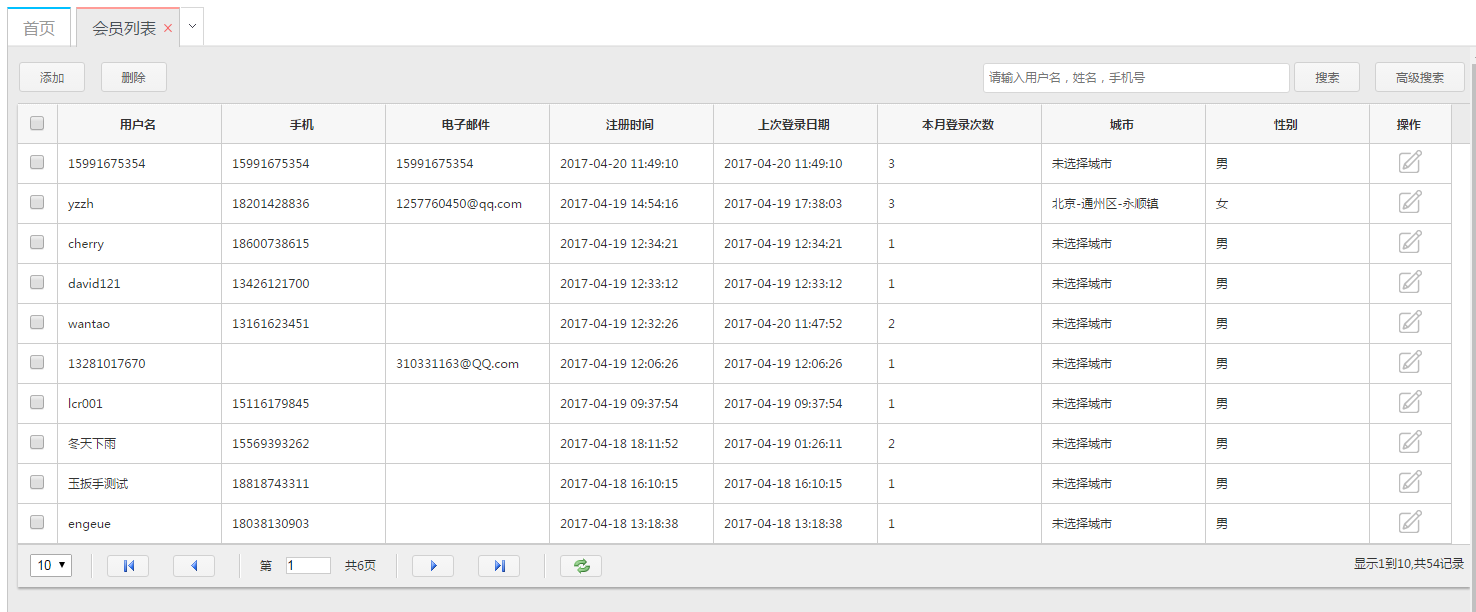 首页 会员列表
添加 删除 请输入用户名，姓名，手机号 搜索 高级搜索
用户名 手机 电子邮件 注册时间 上次登录日期 本月登录次数 城市 性别 操作
15991675354 15991675354 15991675354 2017-04-20 11:49:10 2017-04-20 11:49:10 3 未选择城市 男
yzzh 18201428836 1257760450@qq.com 2017-04-19 14:54:16 2017-04-19 17:38:03 3 北京-通州区-永顺镇 女
cherry 18600738615 2017-04-19 12:34:21 2017-04-19 12:34:21 1 未选择城市 男
david121 13426121700 2017-04-19 12:33:12 2017-04-19 12:33:12 1 未选择城市 男
wantao 13161623451 2017-04-19 12:32:26 2017-04-20 11:47:52 2 未选择城市 男
13281017670 310331163@QQ.com 2017-04-19 12:06:26 2017-04-19 12:06:26 1 未选择城市 男
lcr001 15116179845 2017-04-19 09:37:54 2017-04-19 09:37:54 1 未选择城市 男
冬天下雨 15569393262 2017-04-18 18:11:52 2017-04-19 01:26:11 2 未选择城市 男
玉扳手测试 18818743311 2017-04-18 16:10:15 2017-04-18 16:10:15 1 未选择城市 男
engeue 18038130903 2017-04-18 13:18:38 2017-04-18 13:18:38 1 未选择城市 男
10 第 1 共6页 显示1到10,共54记录